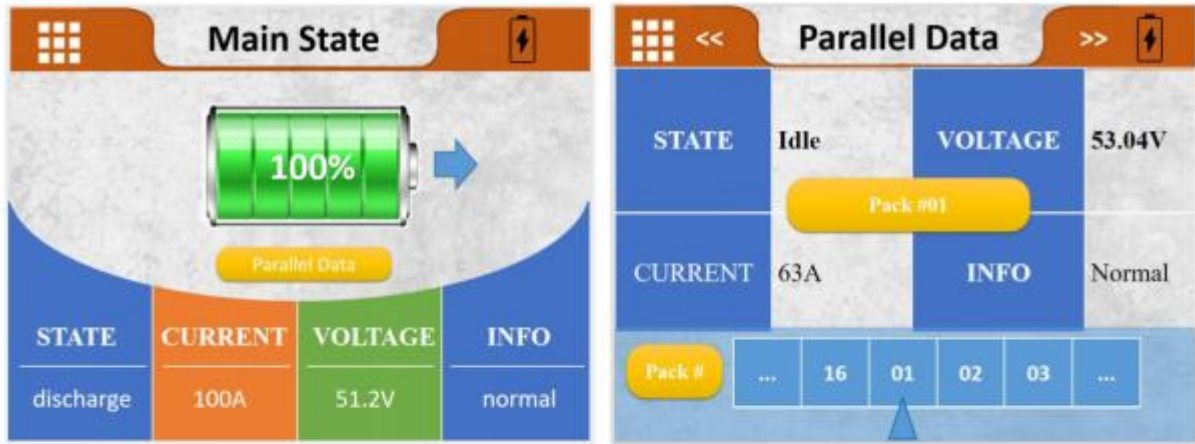 Main State
100%
Parallel Data
STATE CURRENT VOLTAGE INFO
discharge 100A 51.2V normal
<< Parallel Data >>
STATE Idle VOLTAGE 53.04V
Pack #01
CURRENT 63A INFO Normal
Pack # ... 16 01 02 03 ...